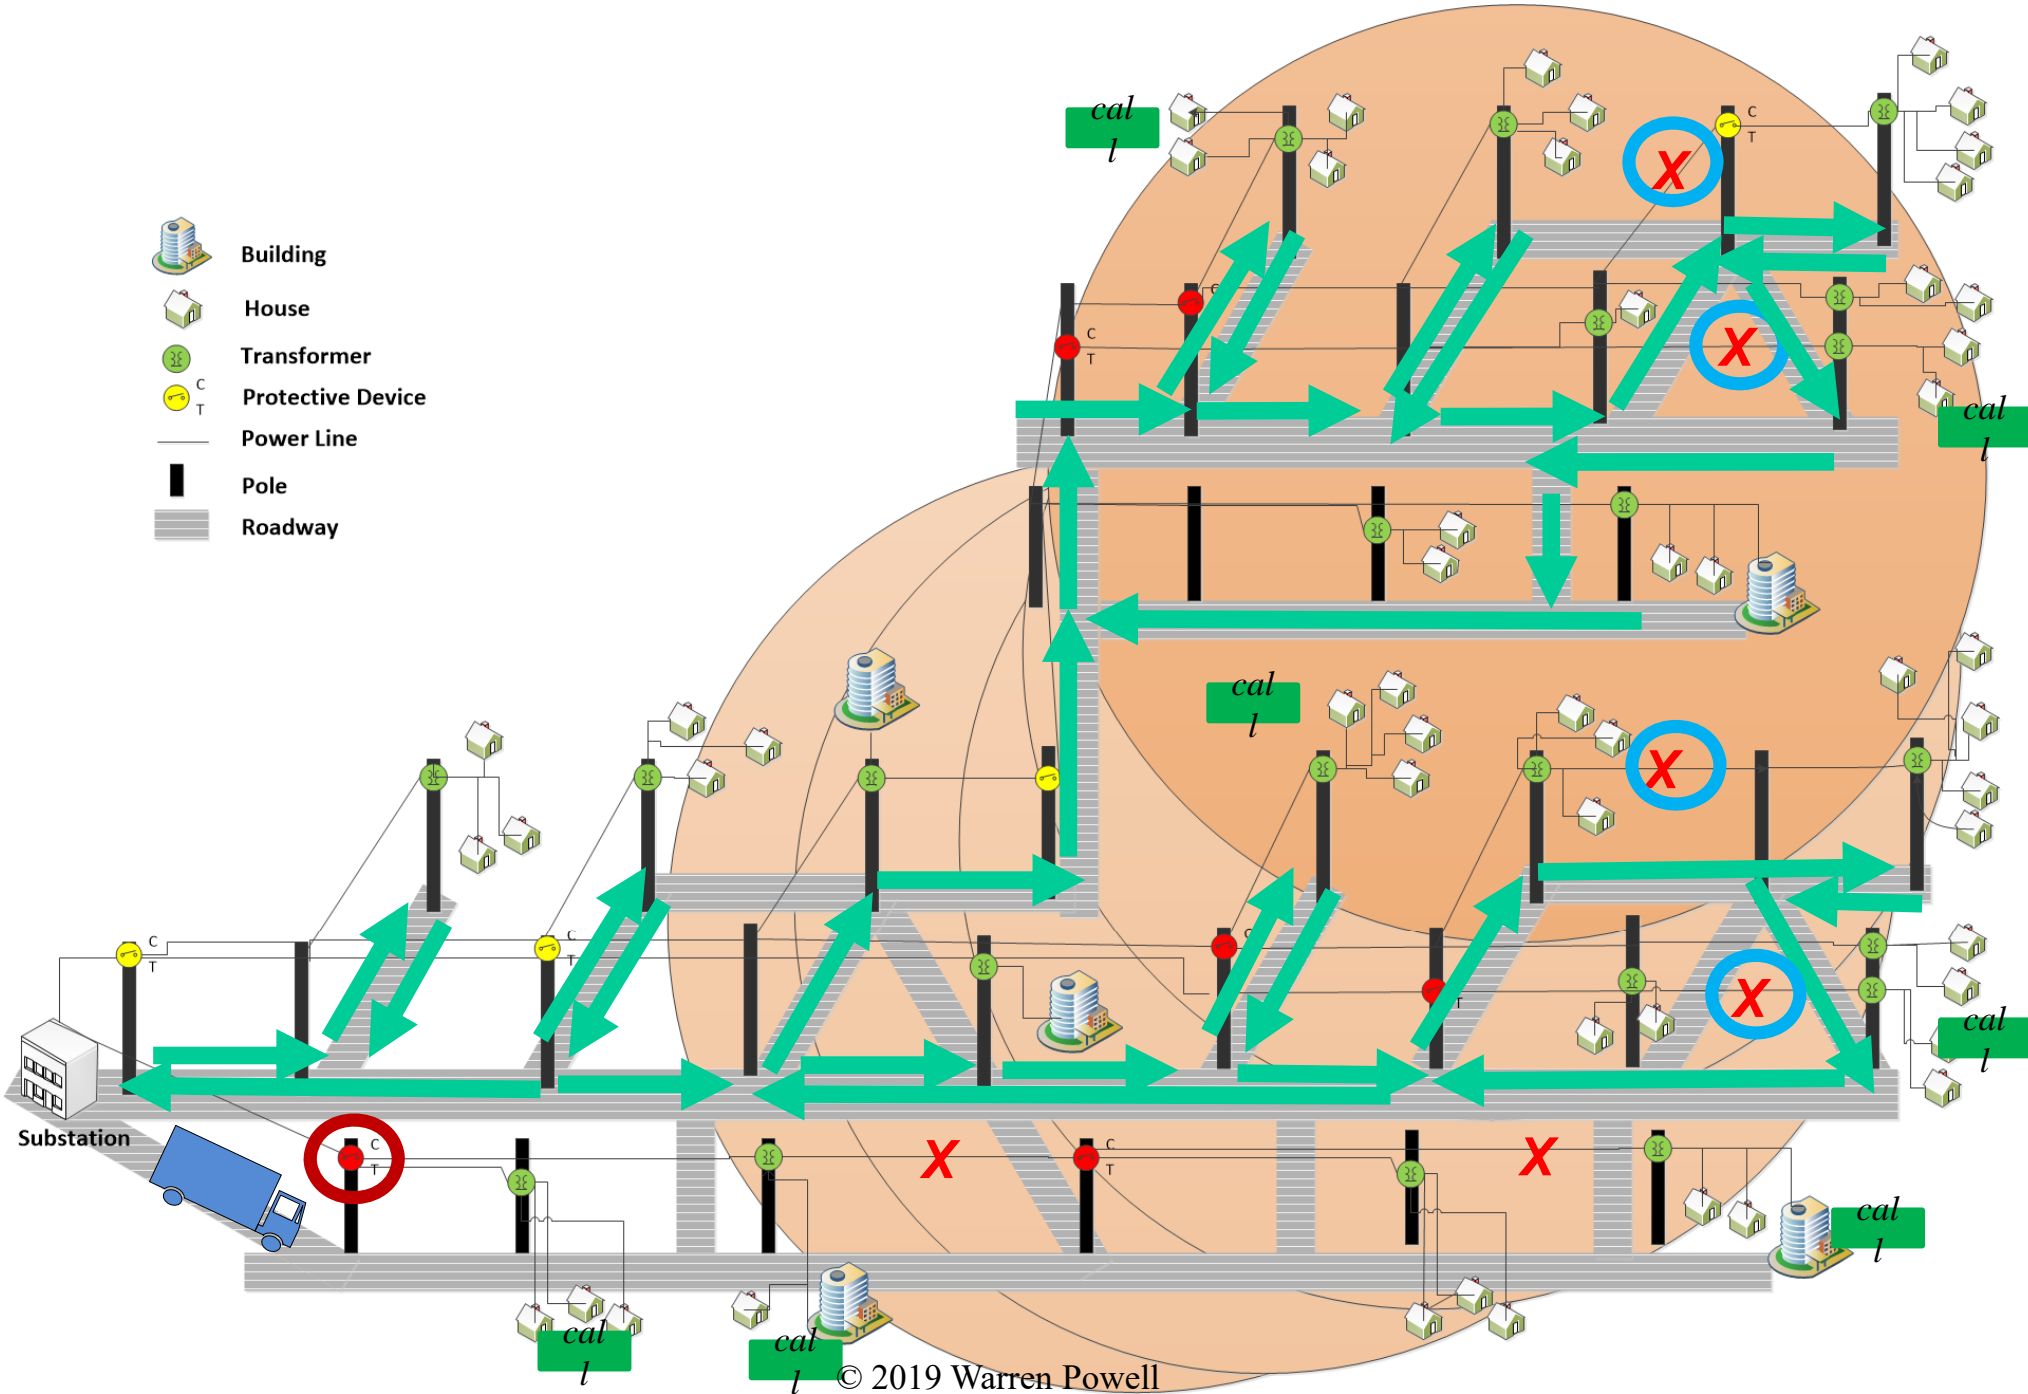 cal
l
C
T
Building
House
Transformer
C
T
Protective Device
Power Line
Pole
Roadway
C
C
T
X
X
cal
l
cal
l
X
C
T
C
T
C
T
X
cal
l
Substation
C
T
X
C
T
X
cal
l
cal
l
cal
l
© 2019 Warren Powell